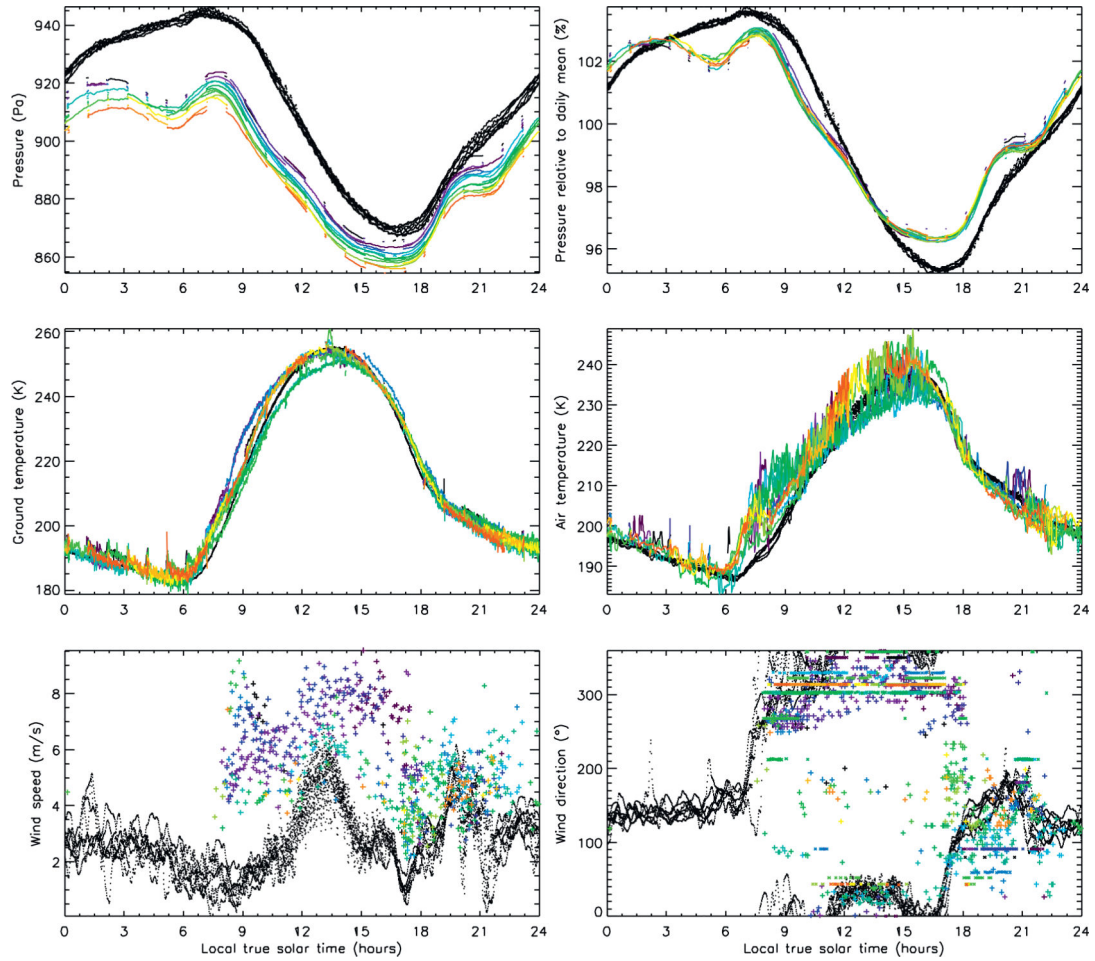 Pressure (Pa)
940
920
900
880
860
0 3 6 9 12 15 18 21 24
Pressure relative to daily mean (%)
102
100
98
96
0 3 6 9 12 15 18 21 24
Ground temperature (K)
260
240
220
200
180
0 3 6 9 12 15 18 21 24
Air temperature (K)
240
230
220
210
200
190
0 3 6 9 12 15 18 21 24
Wind speed (m/s)
8
6
4
2
0 3 6 9 12 15 18 21 24
Local true solar time (hours)
Wind direction (°)
300
200
100
0
0 3 6 9 12 15 18 21 24
Local true solar time (hours)